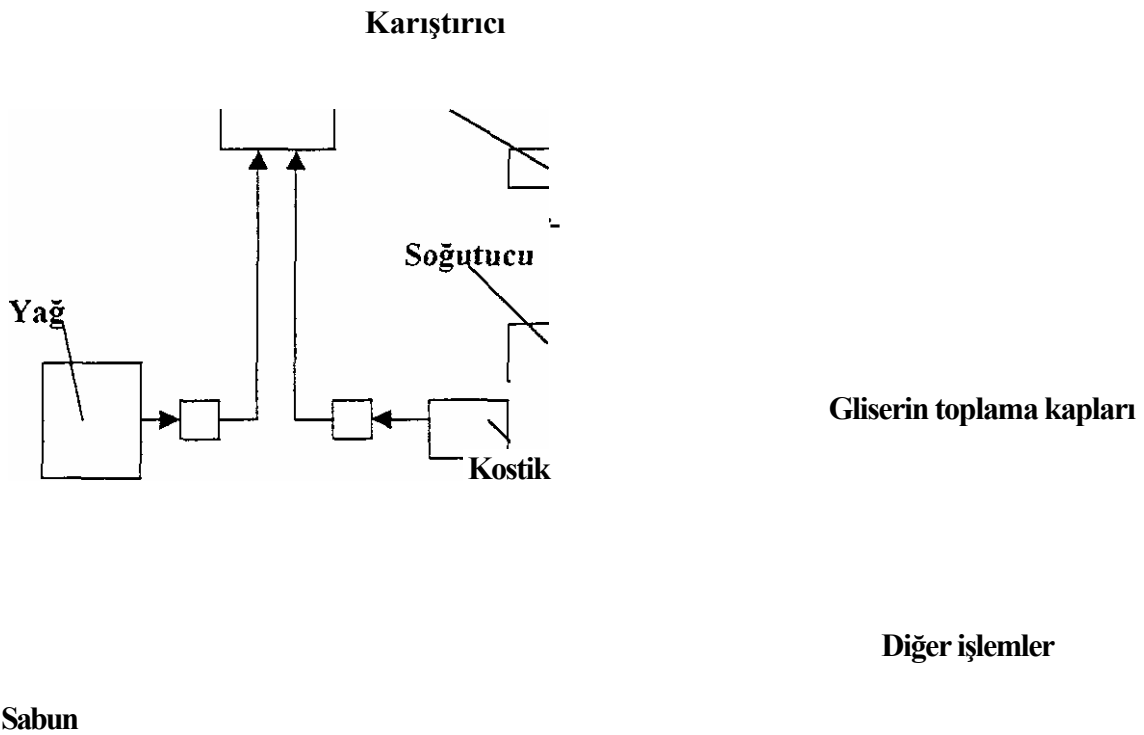 Karıştırıcı
Soğutucu
Yağ
Gliserin toplama kapları
Kostik
Diğer işlemler
Sabun